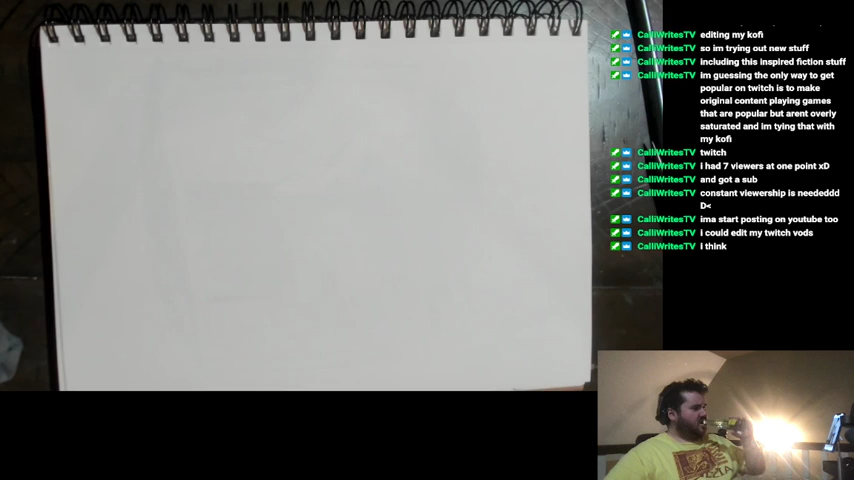 CalliWritesTV editing my kofi
CalliWritesTV so im trying out new stuff
CalliWritesTV including this inspired fiction stuff
CalliWritesTV im guessing the only way to get
popular on twitch is to make
original content playing games
that are popular but arent overly
saturated and im tying that with
my kofi
CalliWritesTV twitch
CalliWritesTV i had 7 viewers at one point xD
CalliWritesTV and got a sub
CalliWritesTV constant viewership is neededdd
D<
CalliWritesTV ima start posting on youtube too
CalliWritesTV i could edit my twitch vods
CalliWritesTV i think